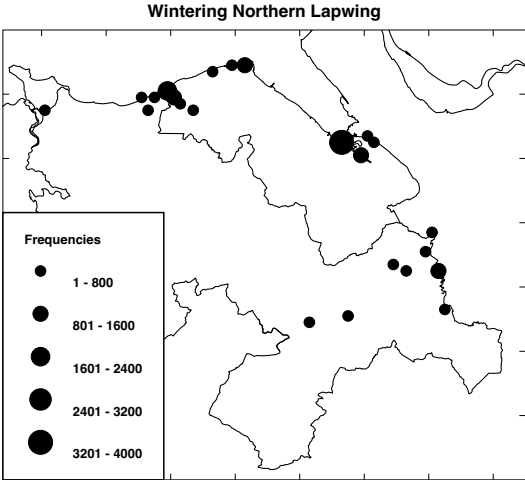 Wintering Northern Lapwing
Frequencies
1 - 800
801 - 1600
1601 - 2400
2401 - 3200
3201 - 4000